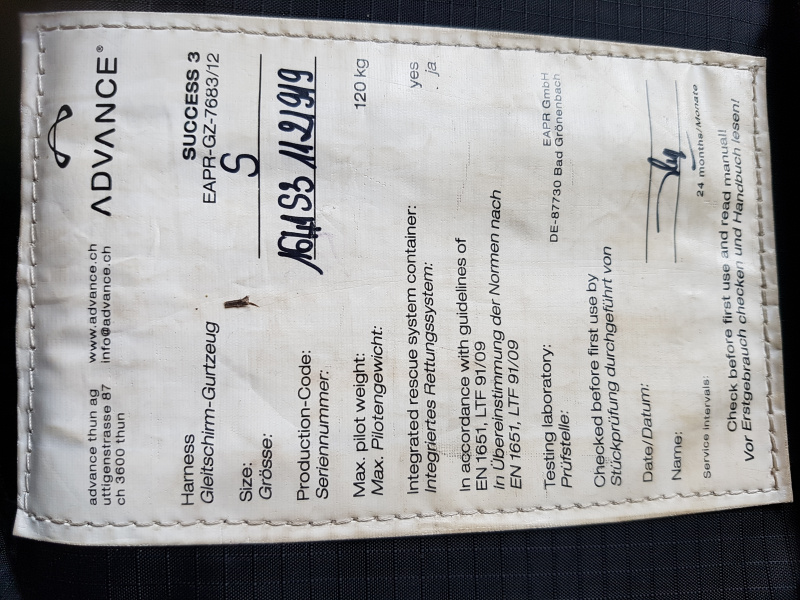 ADVANCE®
advance thun ag www.advance.ch
uttigenstrasse 87 info@advance.ch
ch 3600 thun
Harness SUCCESS 3
Gleitschirm-Gurtzeug EAPR-GZ-7683/12
Size: S
Grösse:
Production-Code:
Seriennummer:
Max. pilot weight: 120 kg
Max. Pilotengewicht:
Integrated rescue system container: yes
Integriertes Rettungssystem: ja
In accordance with guidelines of
EN 1651, LTF 91/09
In Übereinstimmung der Normen nach
EN 1651, LTF 91/09
Testing laboratory: EAPR GmbH
Prüfstelle: DE-87730 Bad Grönenbach
Checked before first use by
Stückprüfung durchgeführt von
Date/Datum:
Name:
Service intervals: 24 months/Monate
Check before first use and read manual!
Vor Erstgebrauch checken und Handbuch lesen!